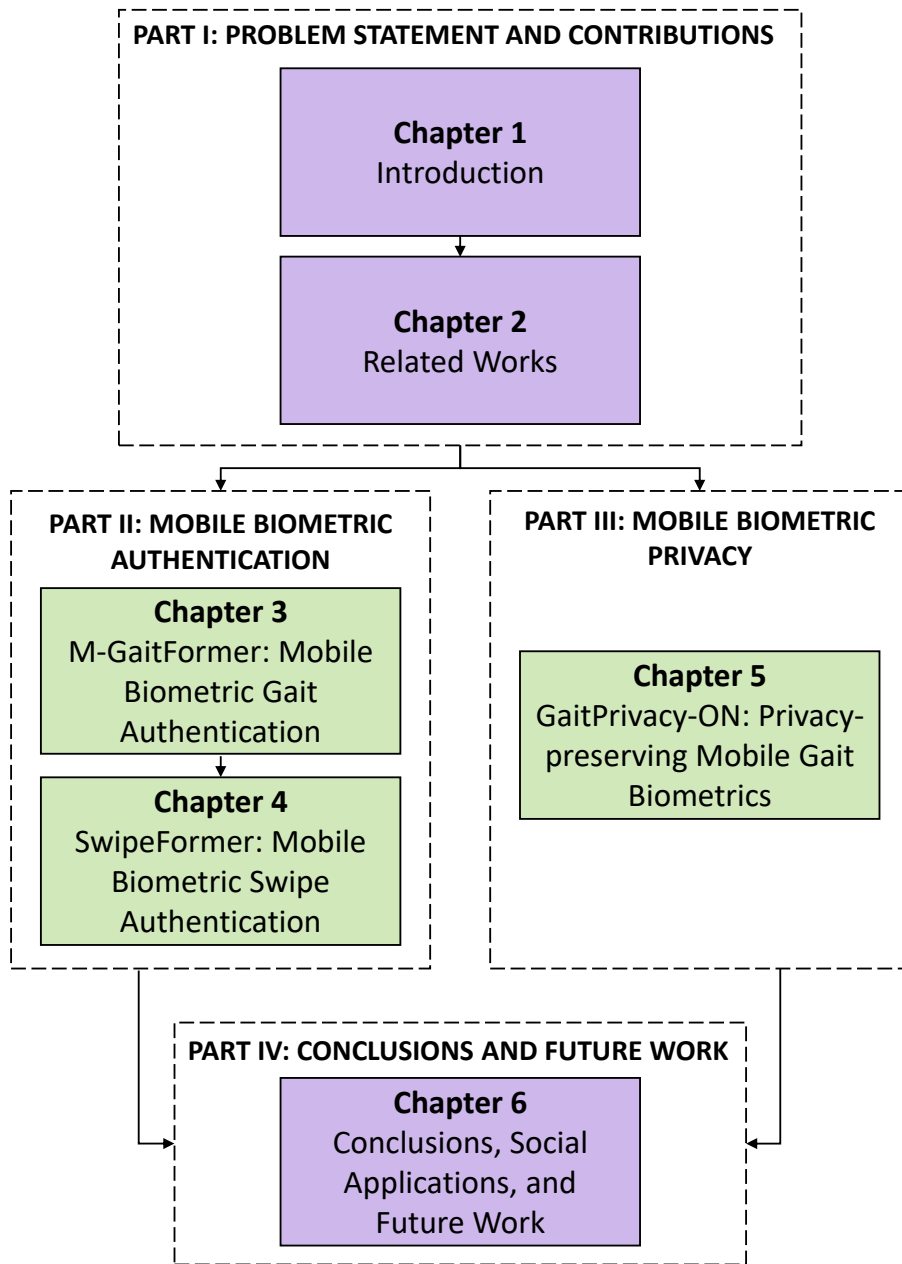 PART I: PROBLEM STATEMENT AND CONTRIBUTIONS
Chapter 1
Introduction
Chapter 2
Related Works
PART II: MOBILE BIOMETRIC
AUTHENTICATION
Chapter 3
M-GaitFormer: Mobile
Biometric Gait
Authentication
Chapter 4
SwipeFormer: Mobile
Biometric Swipe
Authentication
PART III: MOBILE BIOMETRIC
PRIVACY
Chapter 5
GaitPrivacy-ON: Privacy-
preserving Mobile Gait
Biometrics
PART IV: CONCLUSIONS AND FUTURE WORK
Chapter 6
Conclusions, Social
Applications, and
Future Work